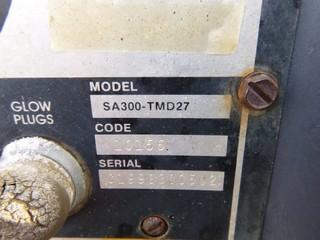 MODEL
SA300-TMD27
GLOW
PLUGS
CODE
SERIAL